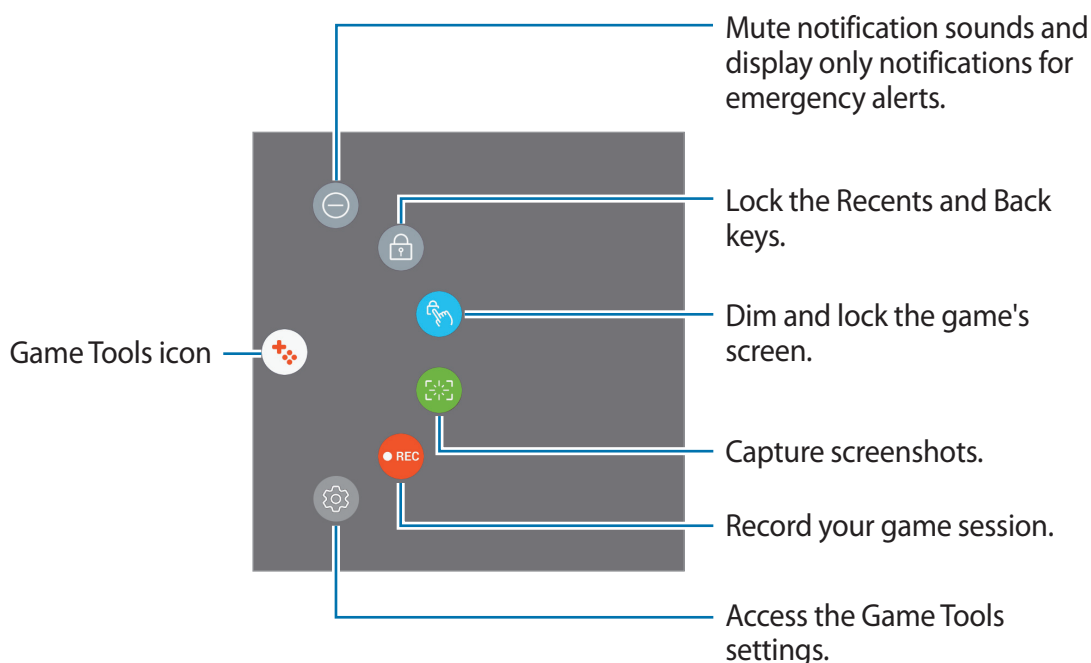 Mute notification sounds and
display only notifications for
emergency alerts.
Lock the Recents and Back
keys.
Dim and lock the game's
screen.
Game Tools icon
Capture screenshots.
REC
Record your game session.
Access the Game Tools
settings.